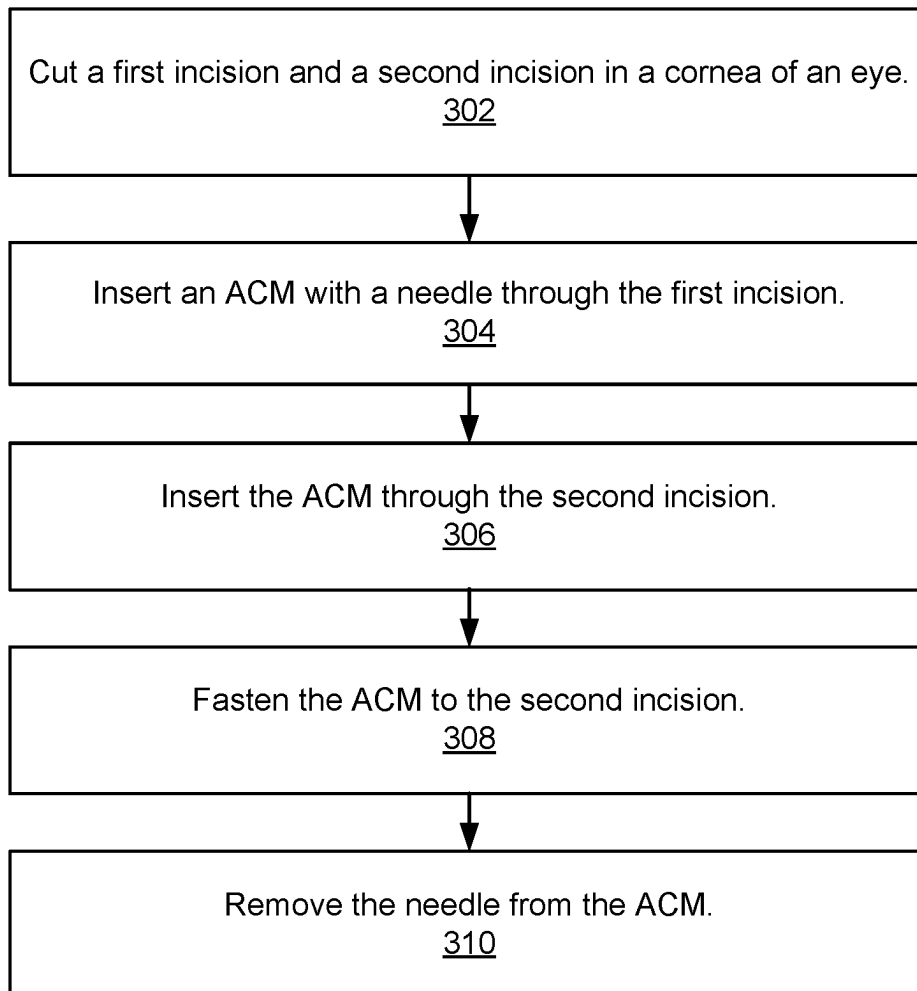 Cut a first incision and a second incision in a cornea of an eye.
302
Insert an ACM with a needle through the first incision.
304
Insert the ACM through the second incision.
306
Fasten the ACM to the second incision.
308
Remove the needle from the ACM.
310